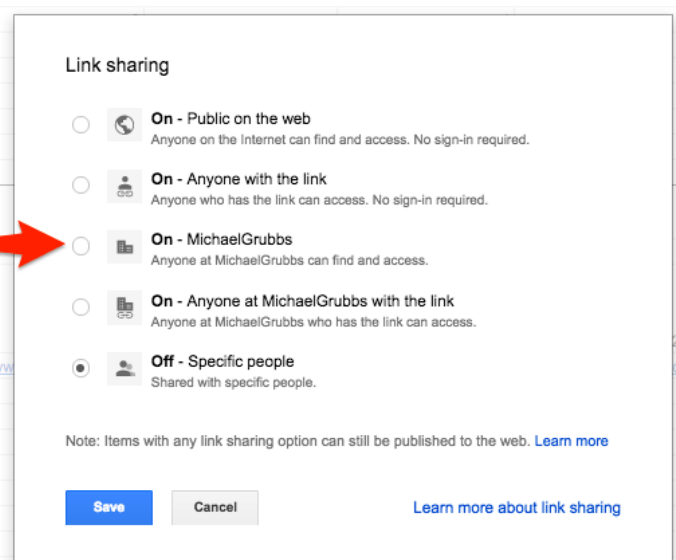 Link sharing
On - Public on the web
Anyone on the Internet can find and access. No sign-in required.
On - Anyone with the link
Anyone who has the link can access. No sign-in required.
On - MichaelGrubbs
Anyone at MichaelGrubbs can find and access.
On - Anyone at MichaelGrubbs with the link
Anyone at MichaelGrubbs who has the link can access.
Off - Specific people
Shared with specific people.
Note: Items with any link sharing option can still be published to the web. Learn more
Save Cancel Learn more about link sharing